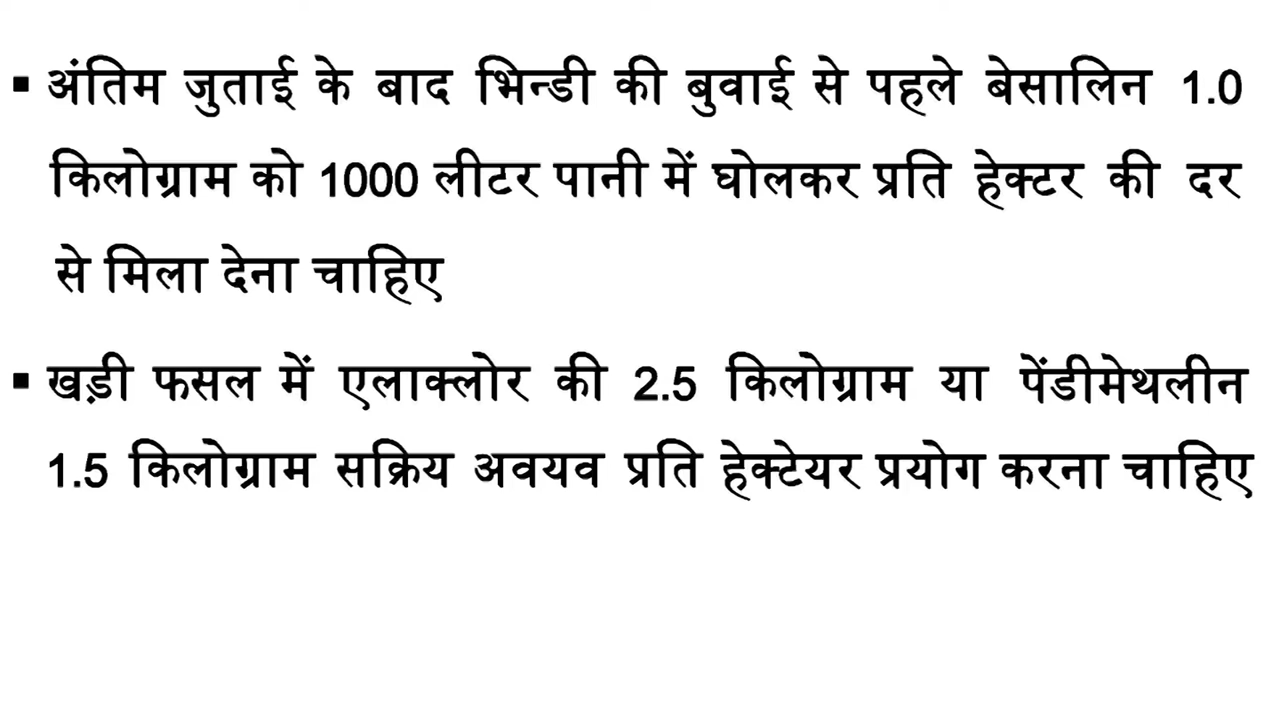 ▪ अंतिम जुताई के बाद भिन्डी की बुवाई से पहले बेसालिन 1.0
किलोग्राम को 1000 लीटर पानी में घोलकर प्रति हेक्टर की दर
से मिला देना चाहिए
▪ खड़ी फसल में एलाक्लोर की 2.5 किलोग्राम या पेंडीमेथलीन
1.5 किलोग्राम सक्रिय अवयव प्रति हेक्टेयर प्रयोग करना चाहिए